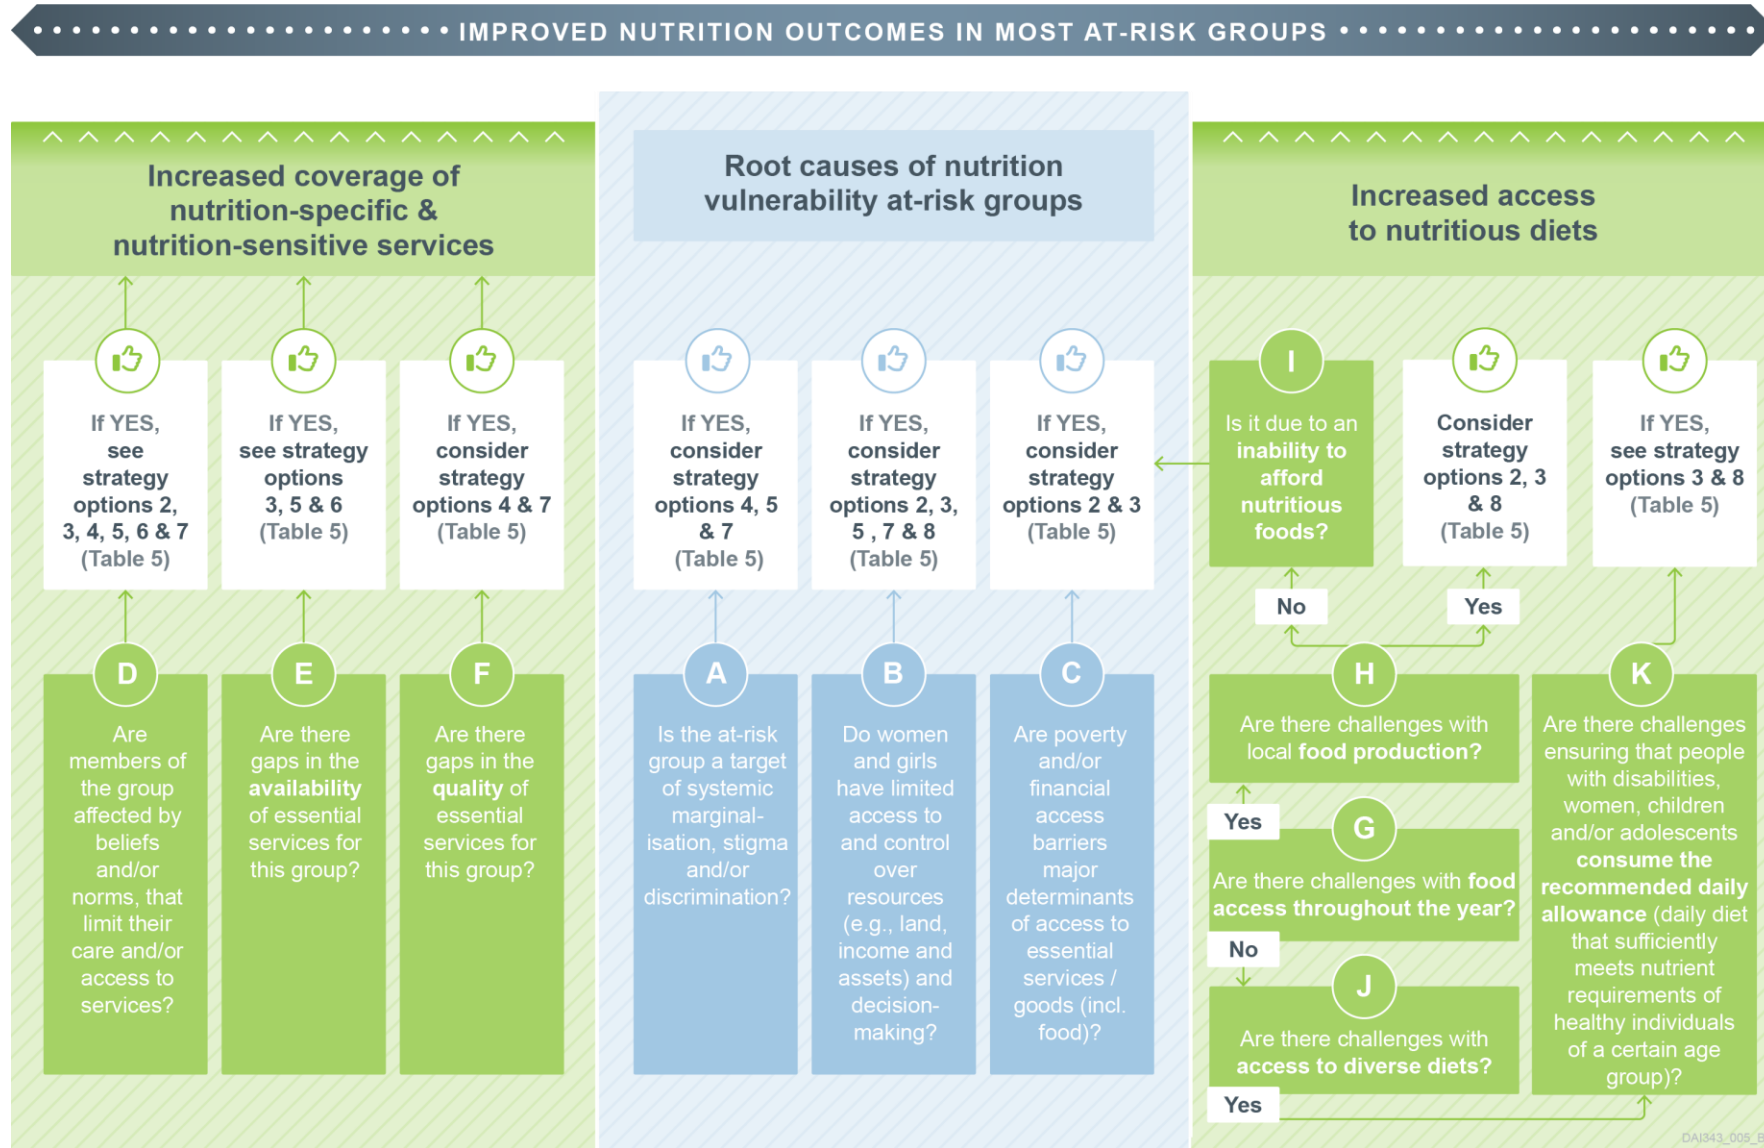 IMPROVED NUTRITION OUTCOMES IN MOST AT-RISK GROUPS
Increased coverage of
nutrition-specific &
nutrition-sensitive services
If YES,
see
strategy
options 2,
3, 4, 5, 6 & 7
(Table 5)
If YES,
see strategy
options
3, 5 & 6
(Table 5)
If YES,
consider
strategy
options 4 & 7
(Table 5)
D
Are
members of
the group
affected by
beliefs
and/or
norms, that
limit their
care and/or
access to
services?
E
Are there
gaps in the
availability
of essential
services for
this group?
F
Are there
gaps in the
quality of
essential
services for
this group?
Root causes of nutrition
vulnerability at-risk groups
If YES,
consider
strategy
options 4, 5
& 7
(Table 5)
If YES,
consider
strategy
options 2, 3,
5 , 7 & 8
(Table 5)
If YES,
consider
strategy
options 2 & 3
(Table 5)
A
Is the at-risk
group a target
of systemic
marginal-
isation, stigma
and/or
discrimination?
B
Do women
and girls
have limited
access to
and control
over
resources
(e.g., land,
income and
assets) and
decision-
making?
C
Are poverty
and/or
financial
access
barriers
major
determinants
of access to
essential
services /
goods (incl.
food)?
Increased access
to nutritious diets
I
Is it due to an
inability to
afford
nutritious
foods?
Consider
strategy
options 2, 3
& 8
(Table 5)
If YES,
see strategy
options 3 & 8
(Table 5)
No
Yes
H
Are there challenges with
local food production?
Yes
G
Are there challenges with food
access throughout the year?
No
J
Are there challenges with
access to diverse diets?
Yes
K
Are there challenges
ensuring that people
with disabilities,
women, children
and/or adolescents
consume the
recommended daily
allowance (daily diet
that sufficiently
meets nutrient
requirements of
healthy individuals
of a certain age
group)?